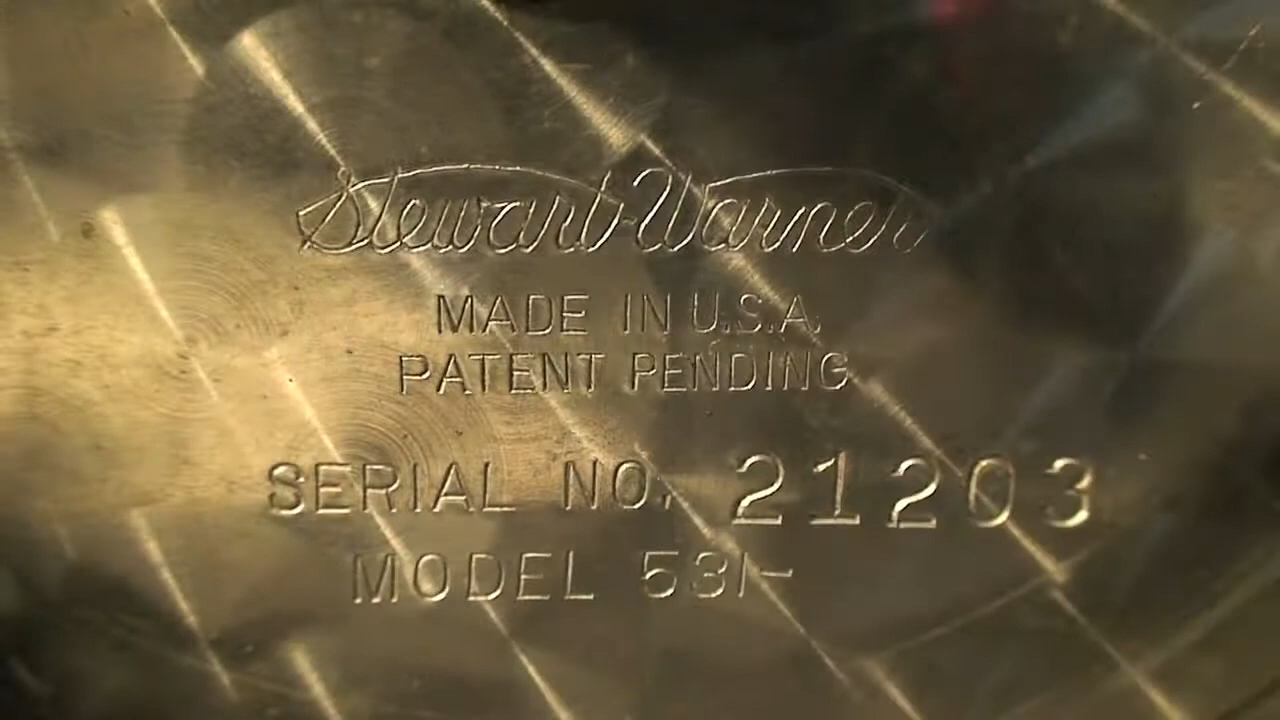 Stewart-Warner
MADE IN U.S.A.
PATENT PENDING
SERIAL NO. 21203
MODEL 531-